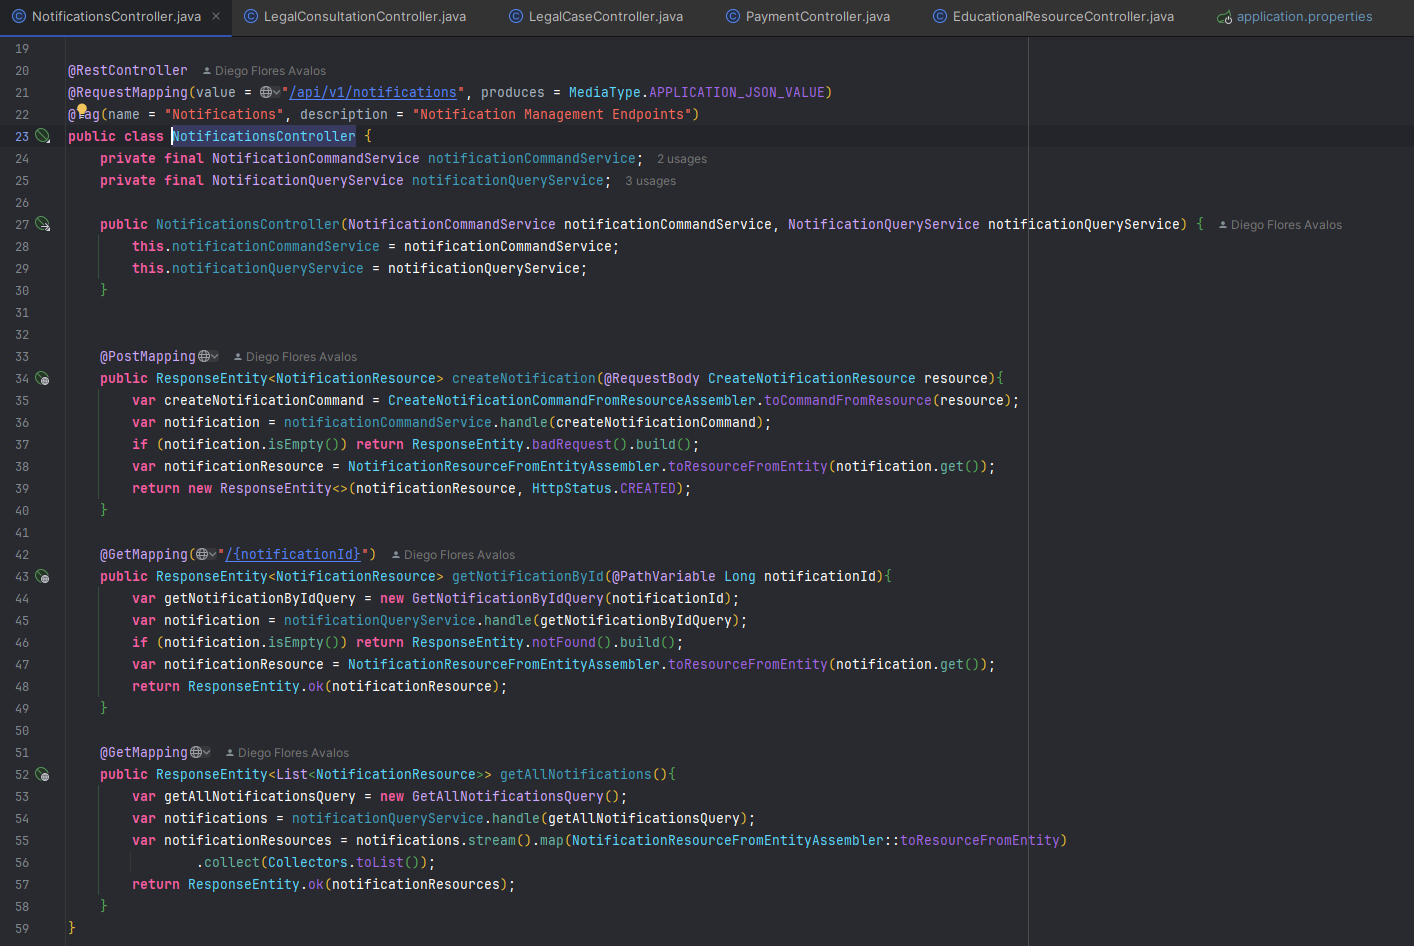 NotificationsController.java × LegalConsultationController.java LegalCaseController.java PaymentController.java EducationalResourceController.java application.properties
19
20 @RestController Diego Flores Avalos
21 @RequestMapping(value = "/api/v1/notifications", produces = MediaType.APPLICATION_JSON_VALUE)
22 @Tag(name = "Notifications", description = "Notification Management Endpoints")
23 public class NotificationsController {
24 private final NotificationCommandService notificationCommandService; 2 usages
25 private final NotificationQueryService notificationQueryService; 3 usages
26
27 public NotificationsController(NotificationCommandService notificationCommandService, NotificationQueryService notificationQueryService) { Diego Flores Avalos
28 this.notificationCommandService = notificationCommandService;
29 this.notificationQueryService = notificationQueryService;
30 }
31
32
33 @PostMapping Diego Flores Avalos
34 public ResponseEntity<NotificationResource> createNotification(@RequestBody CreateNotificationResource resource){
35 var createNotificationCommand = CreateNotificationCommandFromResourceAssembler.toCommandFromResource(resource);
36 var notification = notificationCommandService.handle(createNotificationCommand);
37 if (notification.isEmpty()) return ResponseEntity.badRequest().build();
38 var notificationResource = NotificationResourceFromEntityAssembler.toResourceFromEntity(notification.get());
39 return new ResponseEntity<>(notificationResource, HttpStatus.CREATED);
40 }
41
42 @GetMapping("/{notificationId}") Diego Flores Avalos
43 public ResponseEntity<NotificationResource> getNotificationById(@PathVariable Long notificationId){
44 var getNotificationByIdQuery = new GetNotificationByIdQuery(notificationId);
45 var notification = notificationQueryService.handle(getNotificationByIdQuery);
46 if (notification.isEmpty()) return ResponseEntity.notFound().build();
47 var notificationResource = NotificationResourceFromEntityAssembler.toResourceFromEntity(notification.get());
48 return ResponseEntity.ok(notificationResource);
49 }
50
51 @GetMapping Diego Flores Avalos
52 public ResponseEntity<List<NotificationResource>> getAllNotifications(){
53 var getAllNotificationsQuery = new GetAllNotificationsQuery();
54 var notifications = notificationQueryService.handle(getAllNotificationsQuery);
55 var notificationResources = notifications.stream().map(NotificationResourceFromEntityAssembler::toResourceFromEntity)
56 .collect(Collectors.toList());
57 return ResponseEntity.ok(notificationResources);
58 }
59 }